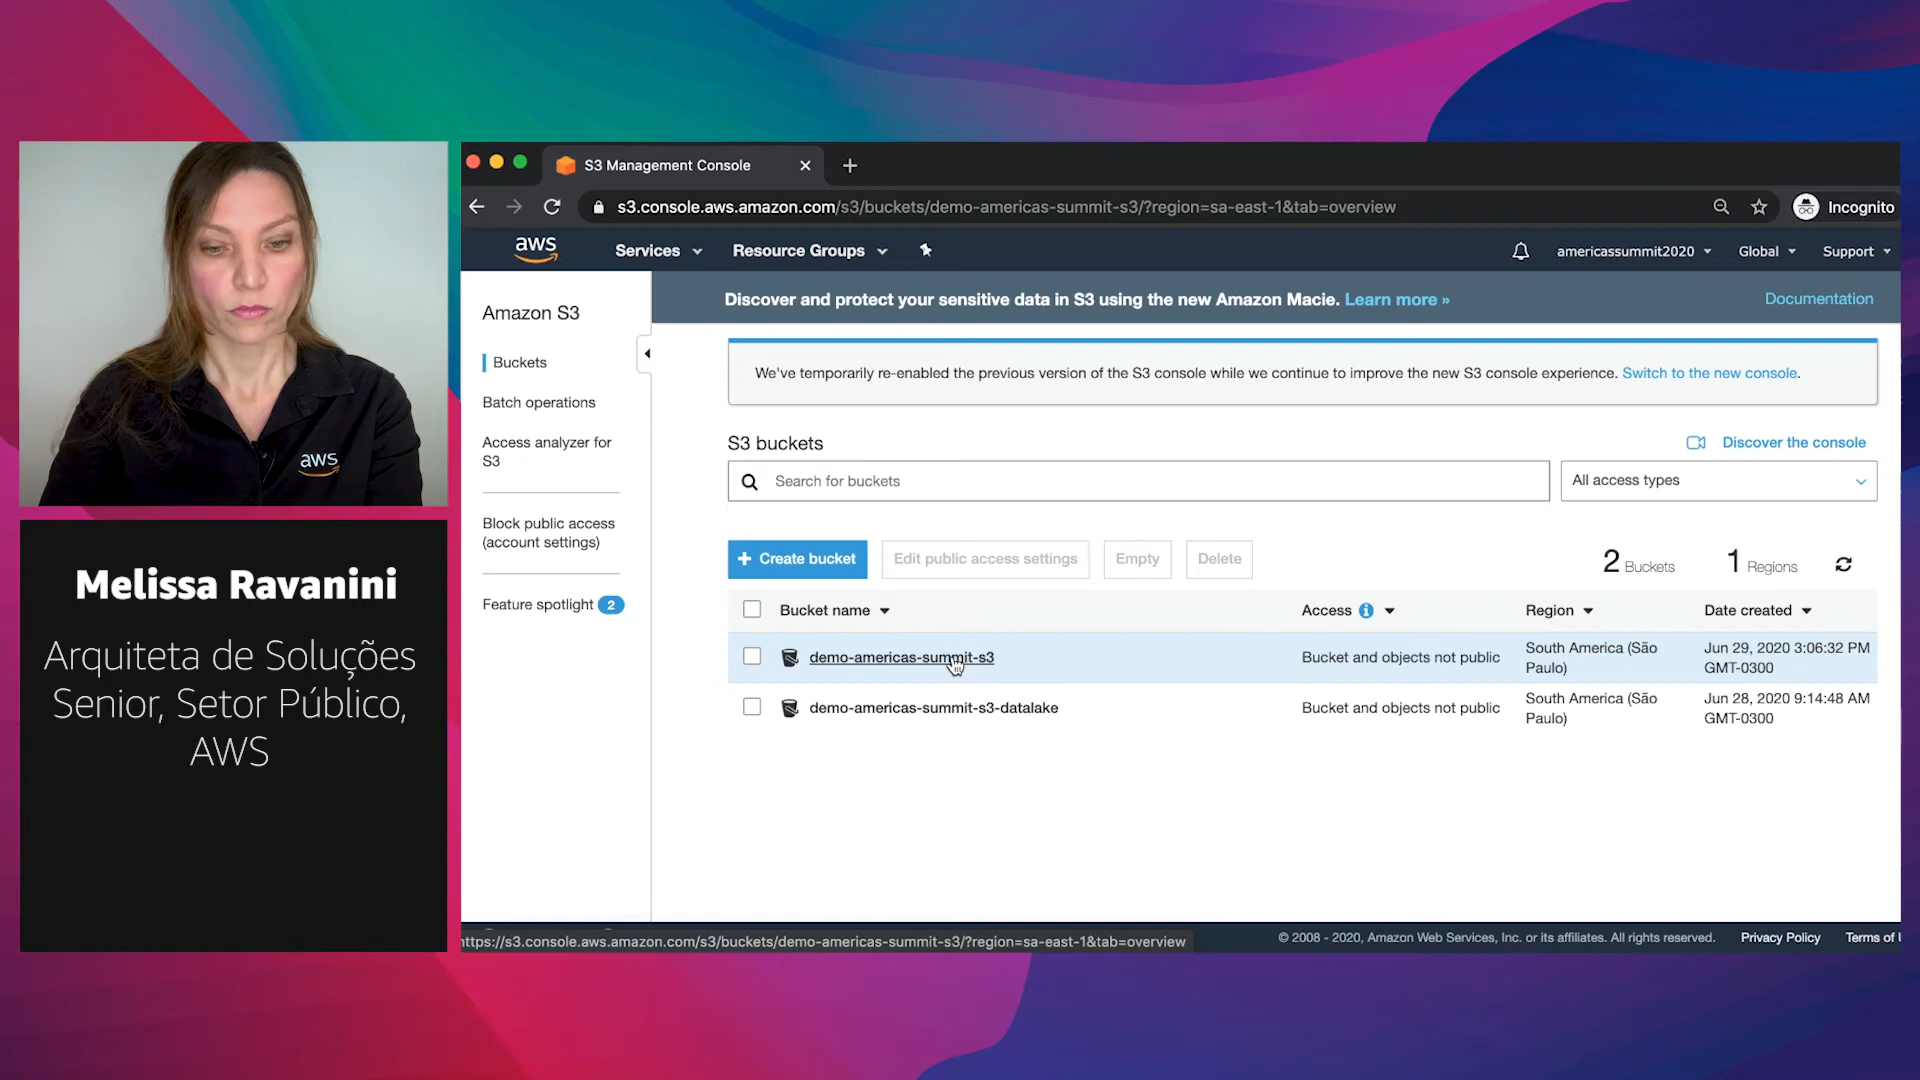 aws
Melissa Ravanini
Arquiteta de Soluções
Senior, Setor Público,
AWS
S3 Management Console
s3.console.aws.amazon.com/s3/buckets/demo-americas-summit-s3/?region=sa-east-1&tab=overview
Incognito
aws
Services
Resource Groups
americassummit2020
Global
Support
Amazon S3
Buckets
Batch operations
Access analyzer for
S3
Block public access
(account settings)
Feature spotlight 2
Discover and protect your sensitive data in S3 using the new Amazon Macie. Learn more »
Documentation
We've temporarily re-enabled the previous version of the S3 console while we continue to improve the new S3 console experience. Switch to the new console.
S3 buckets
Discover the console
Search for buckets
All access types
+ Create bucket
Edit public access settings
Empty
Delete
2 Buckets
1 Regions
Bucket name
Access
Region
Date created
demo-americas-summit-s3
Bucket and objects not public
South America (São
Paulo)
Jun 29, 2020 3:06:32 PM
GMT-0300
demo-americas-summit-s3-datalake
Bucket and objects not public
South America (São
Paulo)
Jun 28, 2020 9:14:48 AM
GMT-0300
ttps://s3.console.aws.amazon.com/s3/buckets/demo-americas-summit-s3/?region=sa-east-1&tab=overview
© 2008 - 2020, Amazon Web Services, Inc. or its affiliates. All rights reserved.
Privacy Policy
Terms of